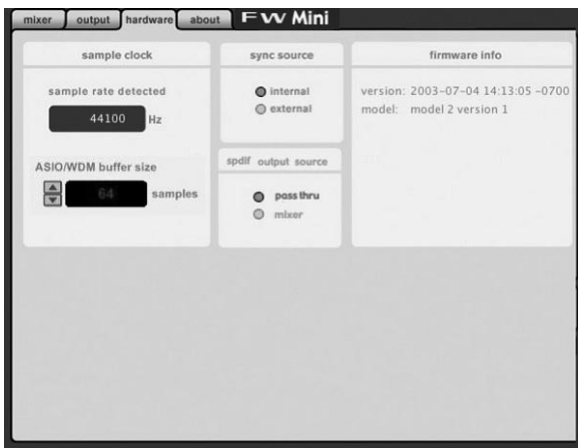 mixer output hardware about FW Mini
sample clock
sample rate detected
44100 Hz
ASIO/WDM buffer size
64 samples
sync source
internal
external
spdif output source
pass thru
mixer
firmware info
version: 2003-07-04 14:13:05 -0700
model: model 2 version 1